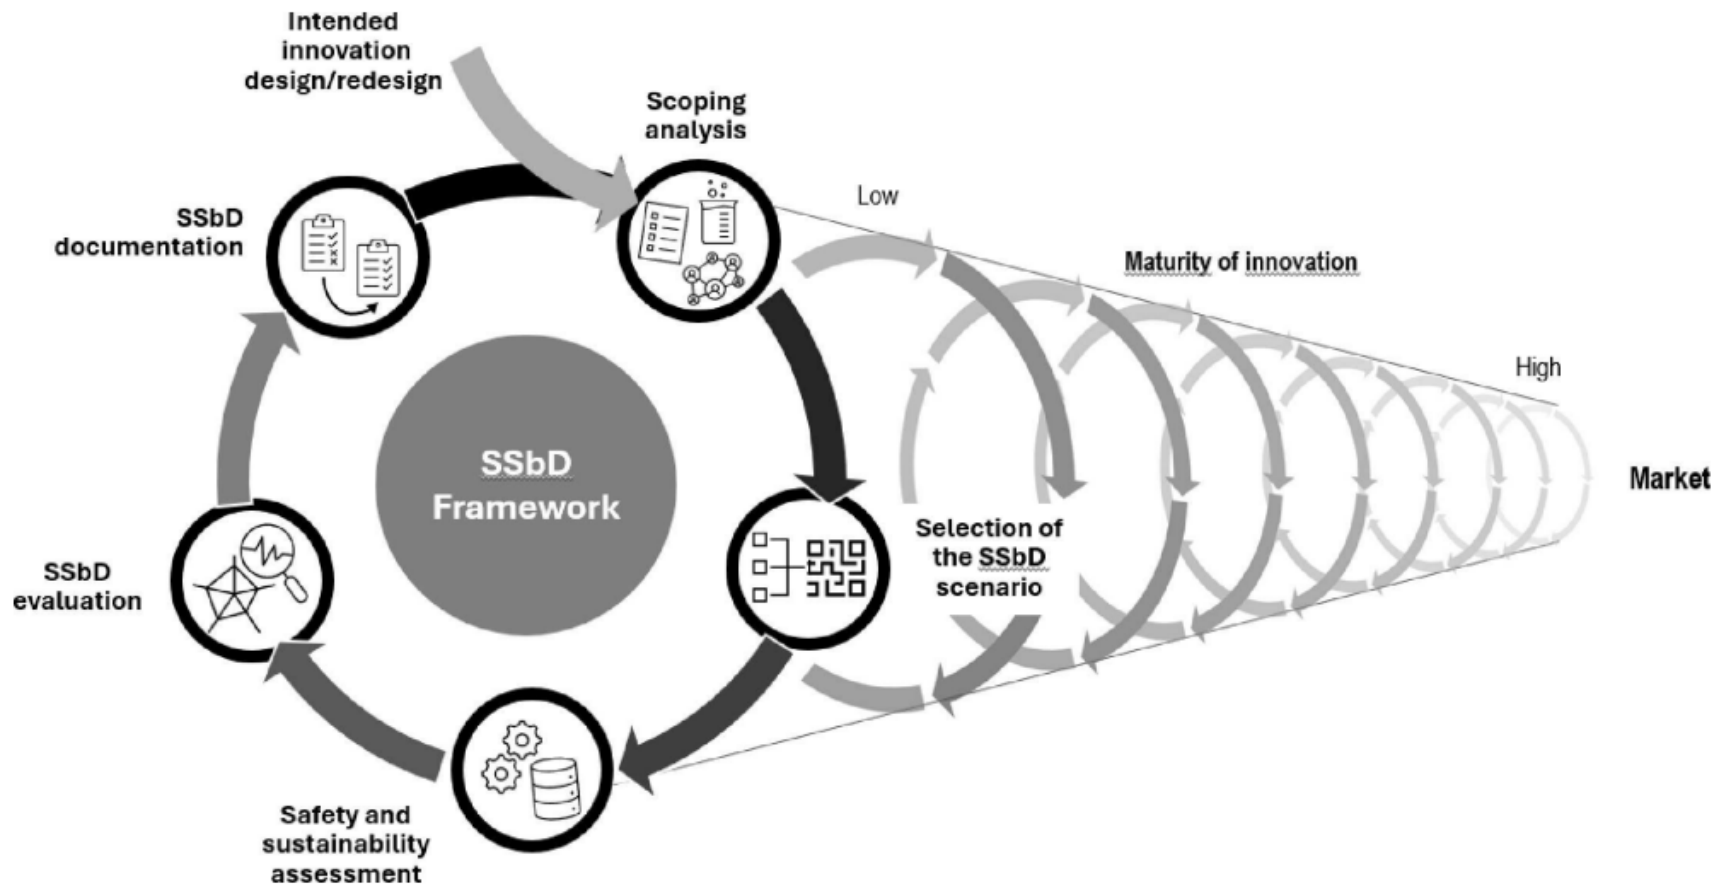 Intended
innovation
design/redesign
Scoping
analysis
Low
SSbD
documentation
Maturity of innovation
High
SSbD
Framework
Market
Selection of
the SSbD
scenario
SSbD
evaluation
Safety and
sustainability
assessment